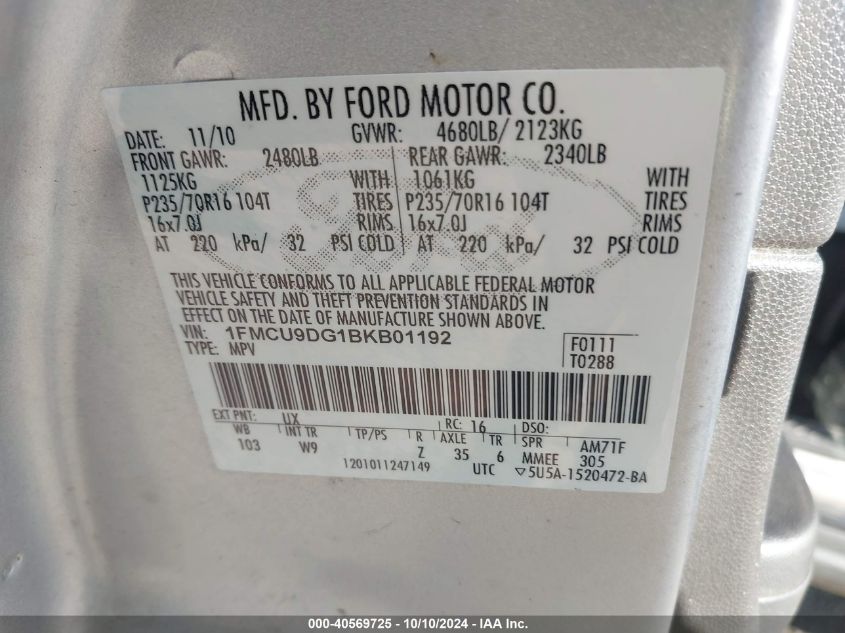 MFD. BY FORD MOTOR CO.
DATE: 11/10 GVWR: 4680LB/ 2123KG
FRONT GAWR: 2480LB REAR GAWR: 2340LB
1125KG WITH 1061KG WITH
P235/70R16 104T TIRES P235/70R16 104T TIRES
16x7.0J RIMS 16x7.0J RIMS
AT 220 kPa/ 32 PSI COLD AT 220 kPa/ 32 PSI COLD
THIS VEHICLE CONFORMS TO ALL APPLICABLE FEDERAL MOTOR
VEHICLE SAFETY AND THEFT PREVENTION STANDARDS IN
EFFECT ON THE DATE OF MANUFACTURE SHOWN ABOVE.
VIN: 1FMCU9DG1BKB01192 F0111
TYPE: MPV T0288
EXT PNT: UX RC: 16 DSO:
WB INT TR TP/PS R AXLE TR SPR AM71F
103 W9 Z 35 6 MMEE 305
1201011247149 UTC ▽5U5A-1520472-BA
000-40569725 - 10/10/2024 - IAA Inc.